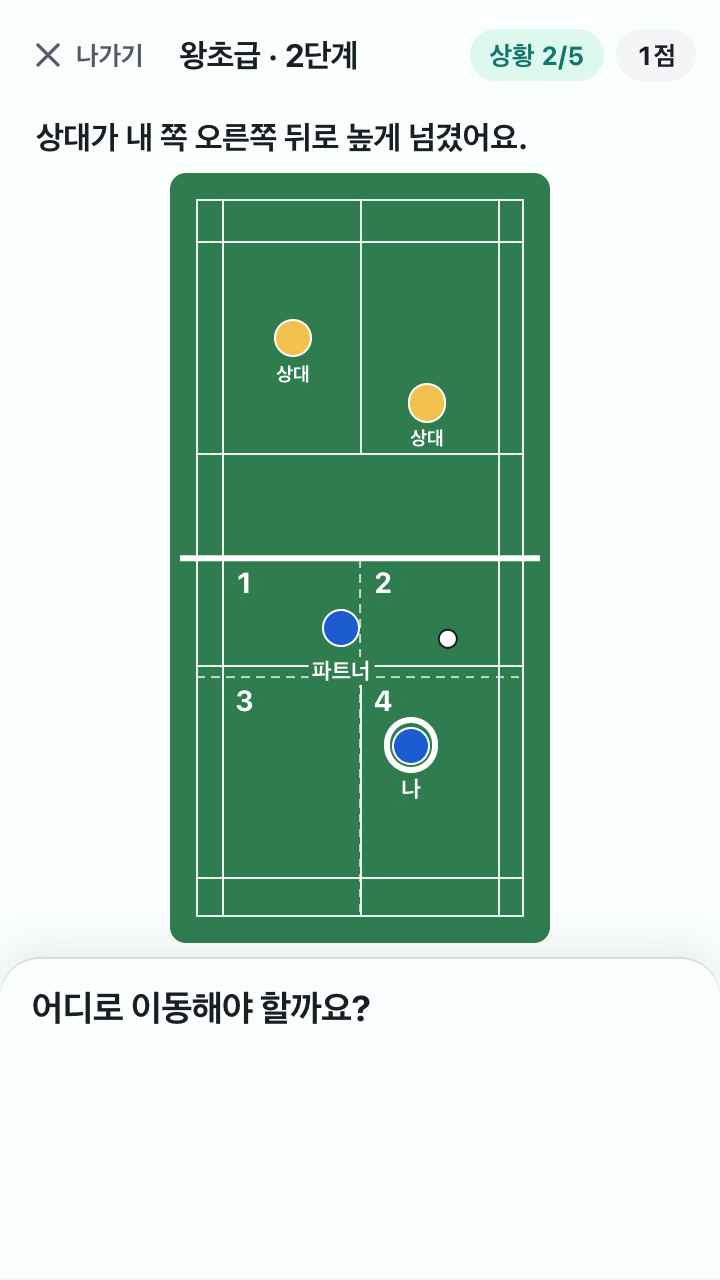 나가기
왕초급 · 2단계
상황 2/5
1점
상대가 내 쪽 오른쪽 뒤로 높게 넘겼어요.
상대
상대
1
2
파트너
3
4
나
어디로 이동해야 할까요?